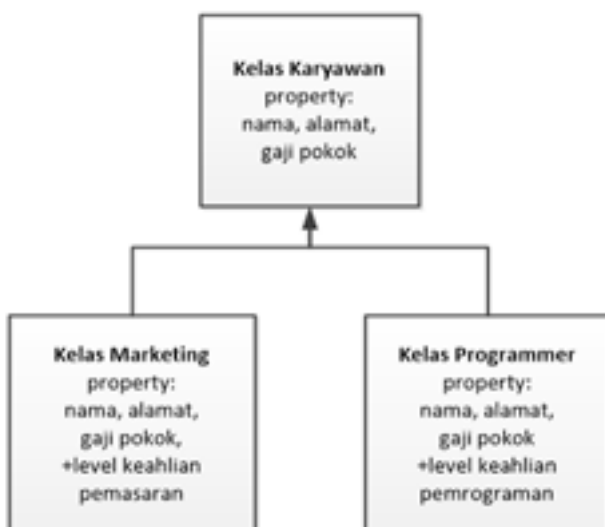 Kelas Karyawan
property:
nama, alamat,
gaji pokok
Kelas Marketing
property:
nama, alamat,
gaji pokok,
+level keahlian
pemasaran
Kelas Programmer
property:
nama, alamat,
gaji pokok
+level keahlian
pemrograman